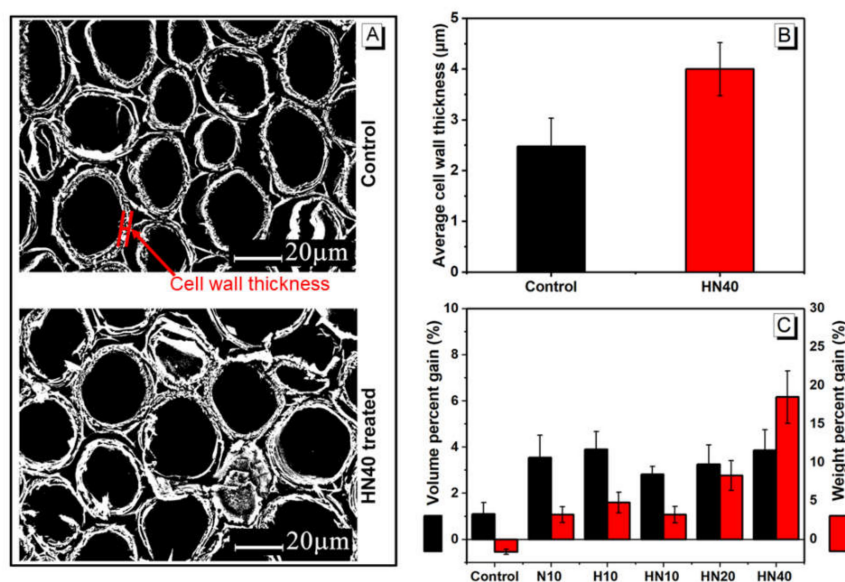 A
Control
20μm
Cell wall thickness
HN40 treated
20μm
B
Average cell wall thickness (μm)
5
4
3
2
1
0
Control
HN40
C
Volume percent gain (%)
10
8
6
4
2
0
Weight percent gain (%)
30
25
20
15
10
5
0
Control
N10
H10
HN10
HN20
HN40